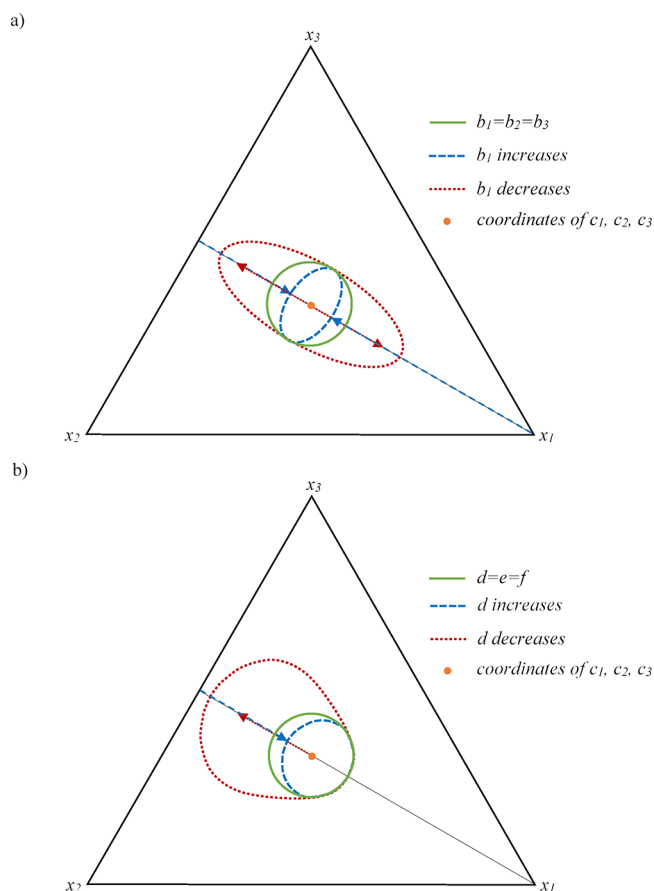 a)
x₃
b₁=b₂=b₃
b₁ increases
b₁ decreases
coordinates of c₁, c₂, c₃
x₂
x₁
b)
x₃
d=e=f
d increases
d decreases
coordinates of c₁, c₂, c₃
x₂
x₁